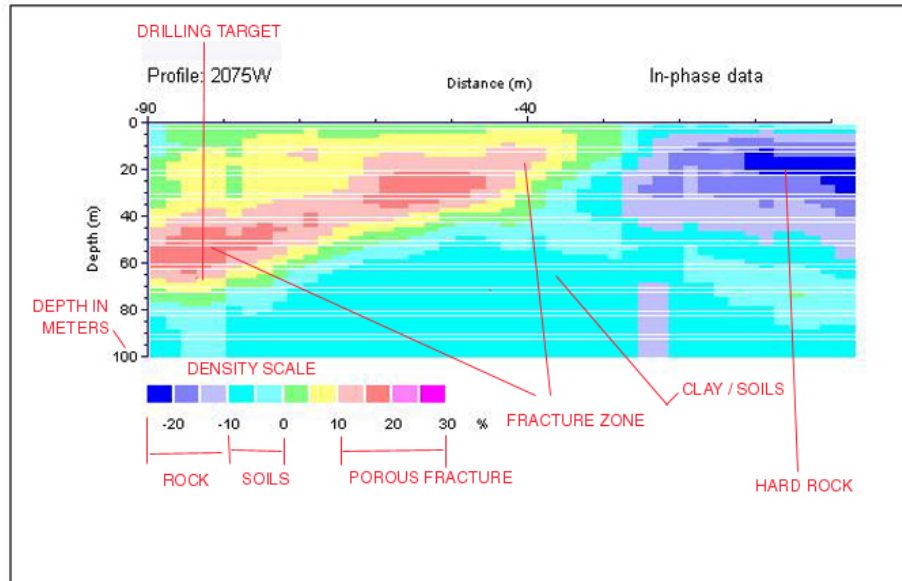 DRILLING TARGET
Profile: 2075W
Distance (m)
In-phase data
-90
-40
0
20
40
60
80
100
Depth (m)
DEPTH IN
METERS
DENSITY SCALE
-20 -10 0 10 20 30 %
ROCK
SOILS
POROUS FRACTURE
FRACTURE ZONE
CLAY / SOILS
HARD ROCK